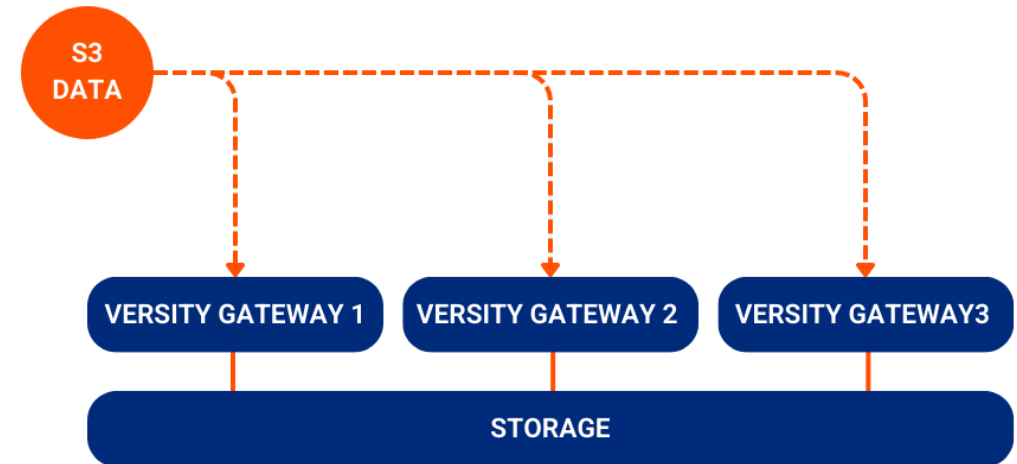 S3
DATA
VERSITY GATEWAY 1
VERSITY GATEWAY 2
VERSITY GATEWAY3
STORAGE